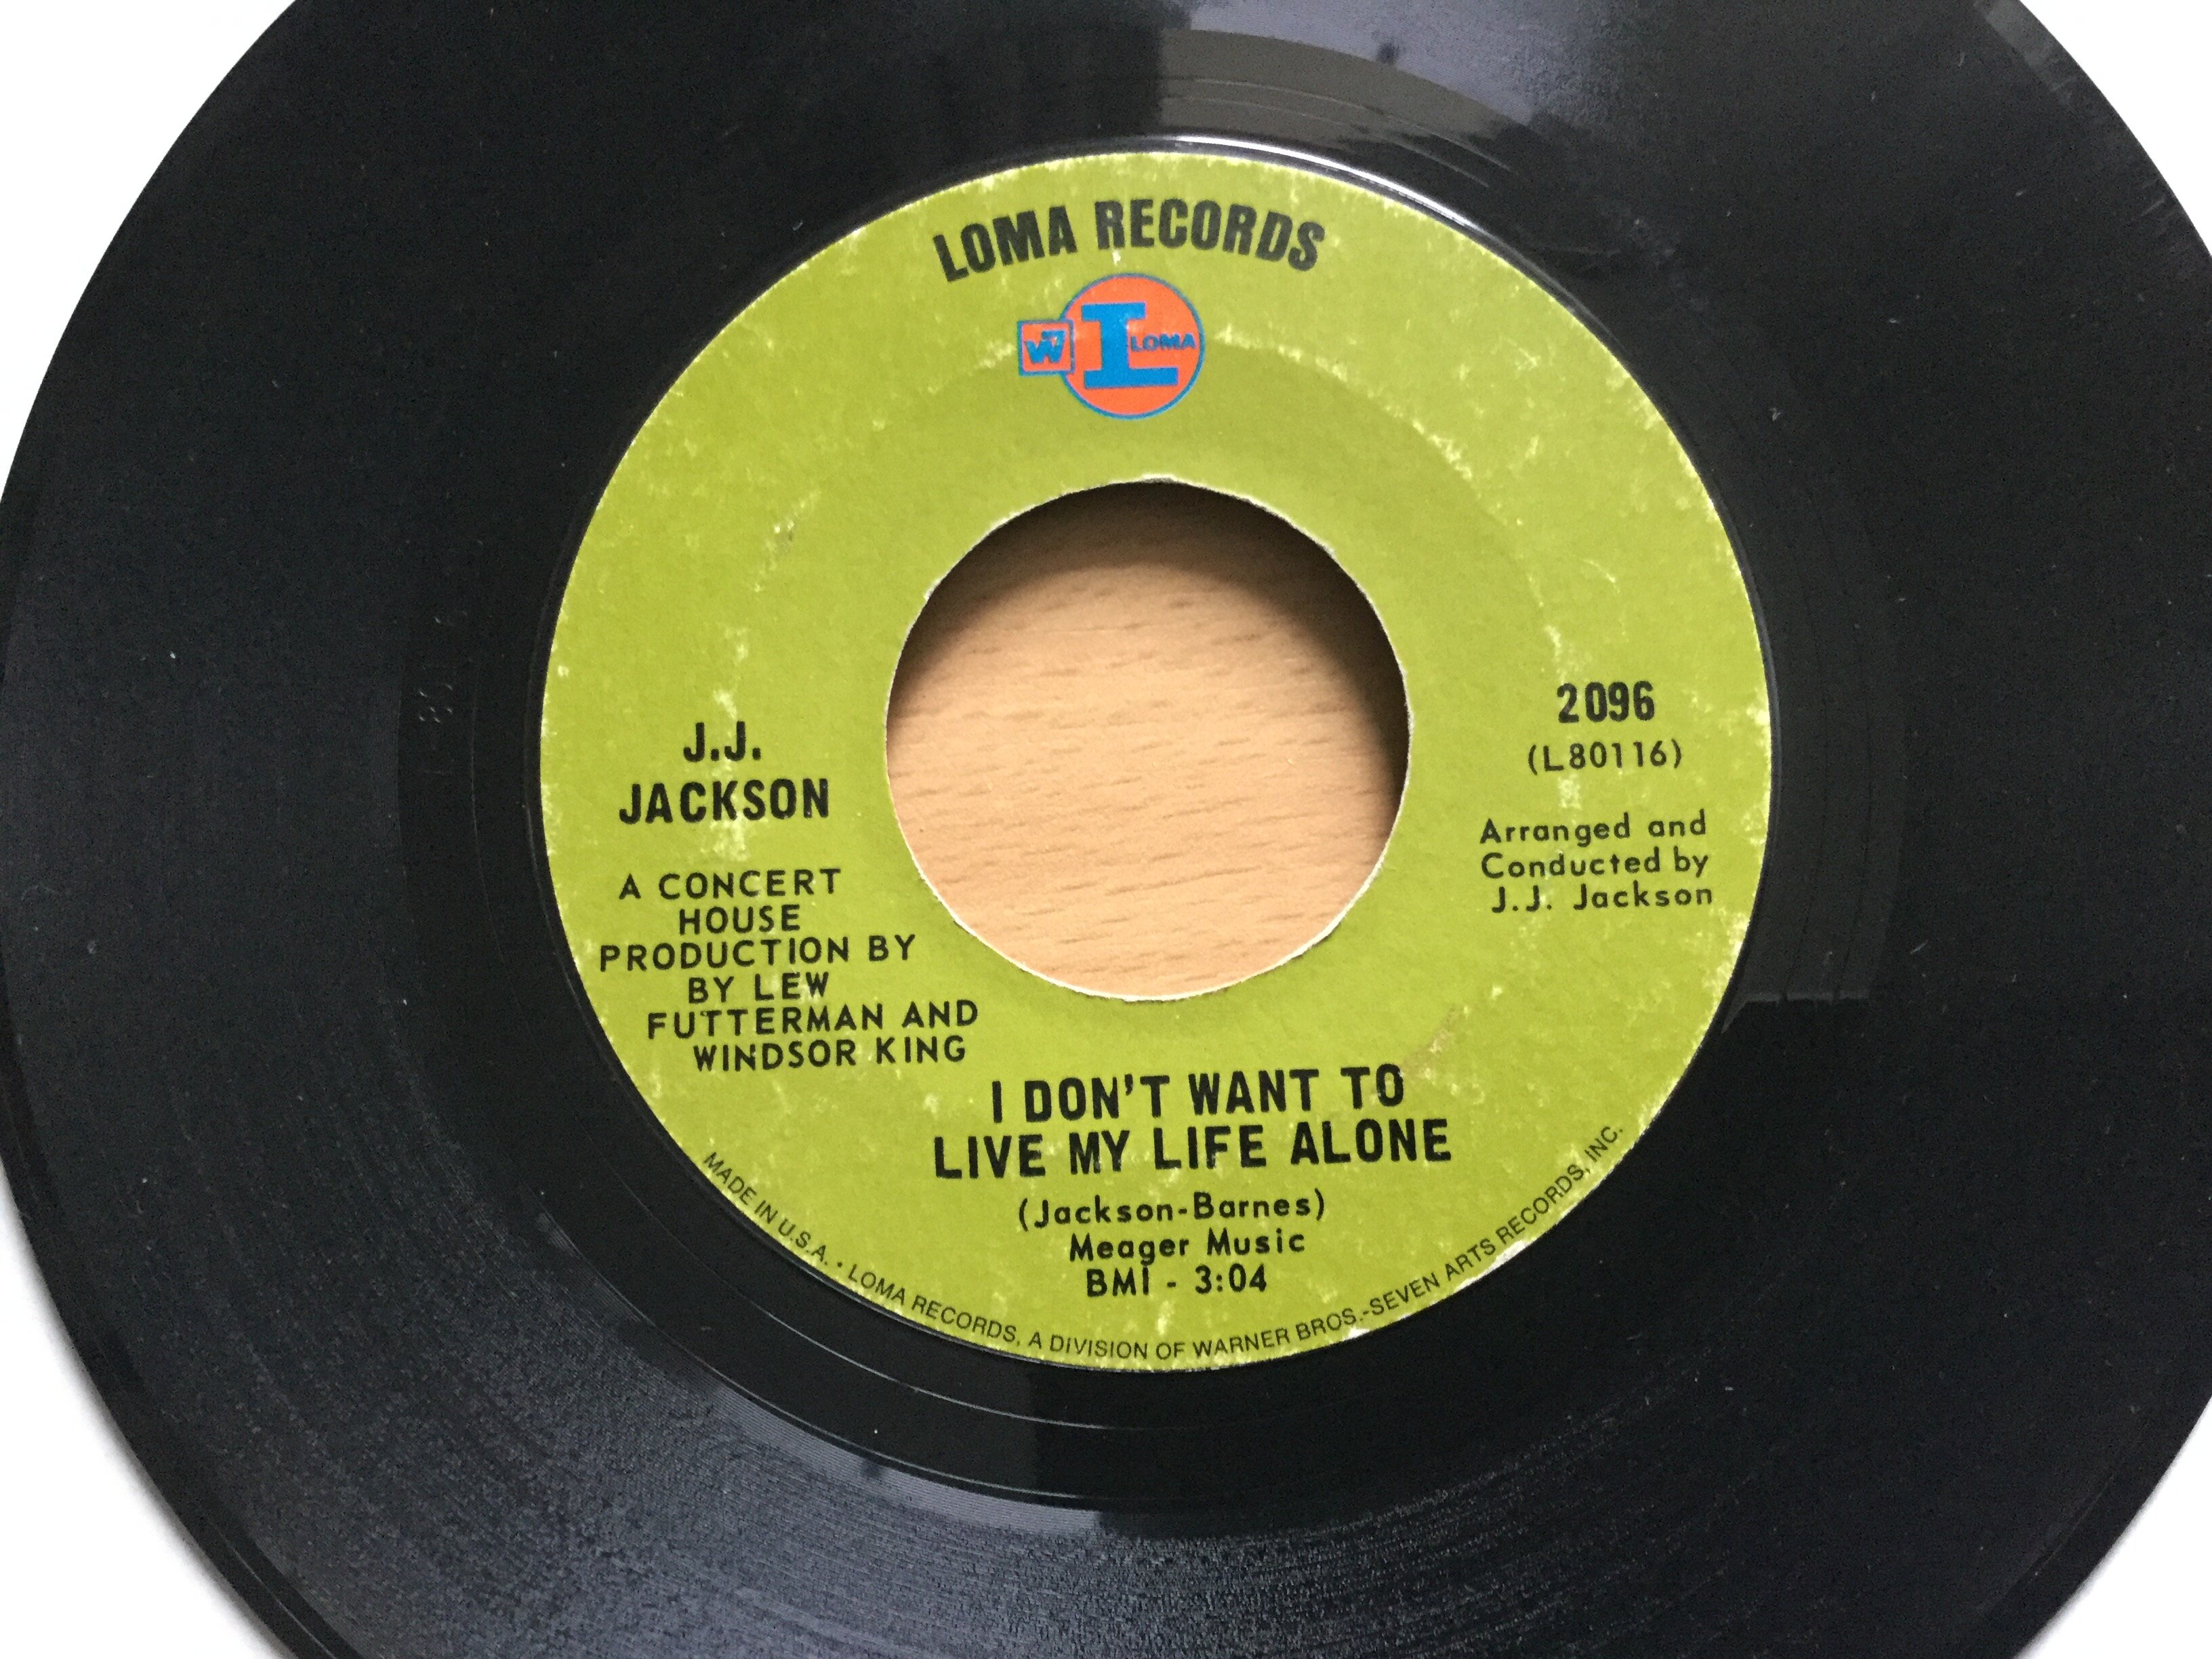 LOMA RECORDS
W7 L LOMA
J.J.
JACKSON
A CONCERT
HOUSE
PRODUCTION BY
BY LEW
FUTTERMAN AND
WINDSOR KING
2096
(L80116)
Arranged and
Conducted by
J.J. Jackson
I DON'T WANT TO
LIVE MY LIFE ALONE
(Jackson-Barnes)
Meager Music
BMI - 3:04
MADE IN U.S.A. • LOMA RECORDS, A DIVISION OF WARNER BROS.-SEVEN ARTS RECORDS, INC.